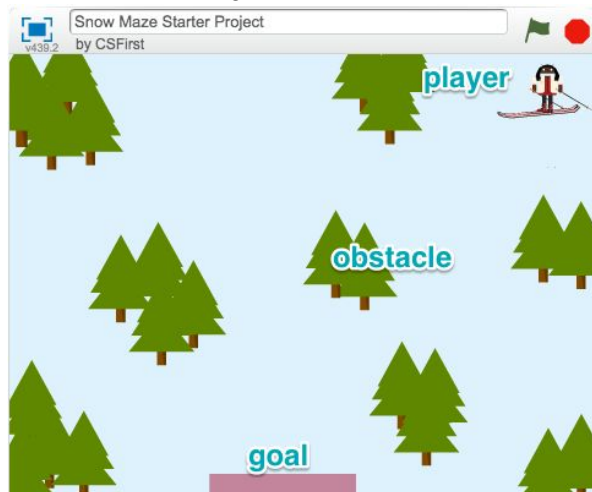 Snow Maze Starter Project
v439.2
by CSFirst
player
obstacle
goal